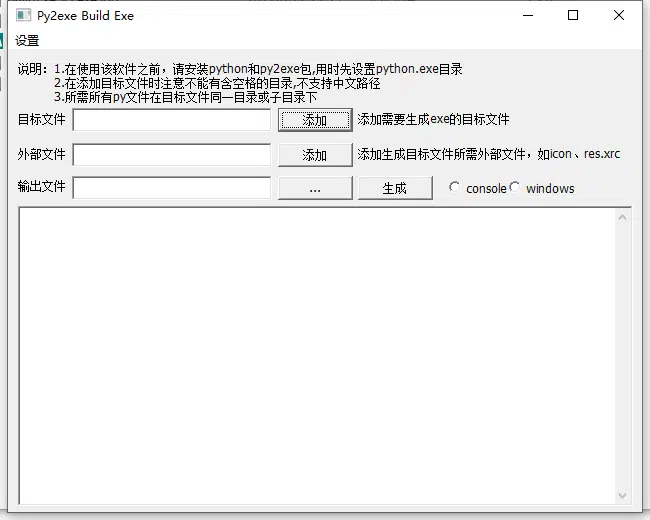 Py2exe Build Exe
设置
说明：1.在使用该软件之前，请安装python和py2exe包,用时先设置python.exe目录
2.在添加目标文件时注意不能有含空格的目录,不支持中文路径
3.所需所有py文件在目标文件同一目录或子目录下
目标文件 添加 添加需要生成exe的目标文件
外部文件 添加 添加生成目标文件所需外部文件，如icon、res.xrc
输出文件 ... 生成 console windows